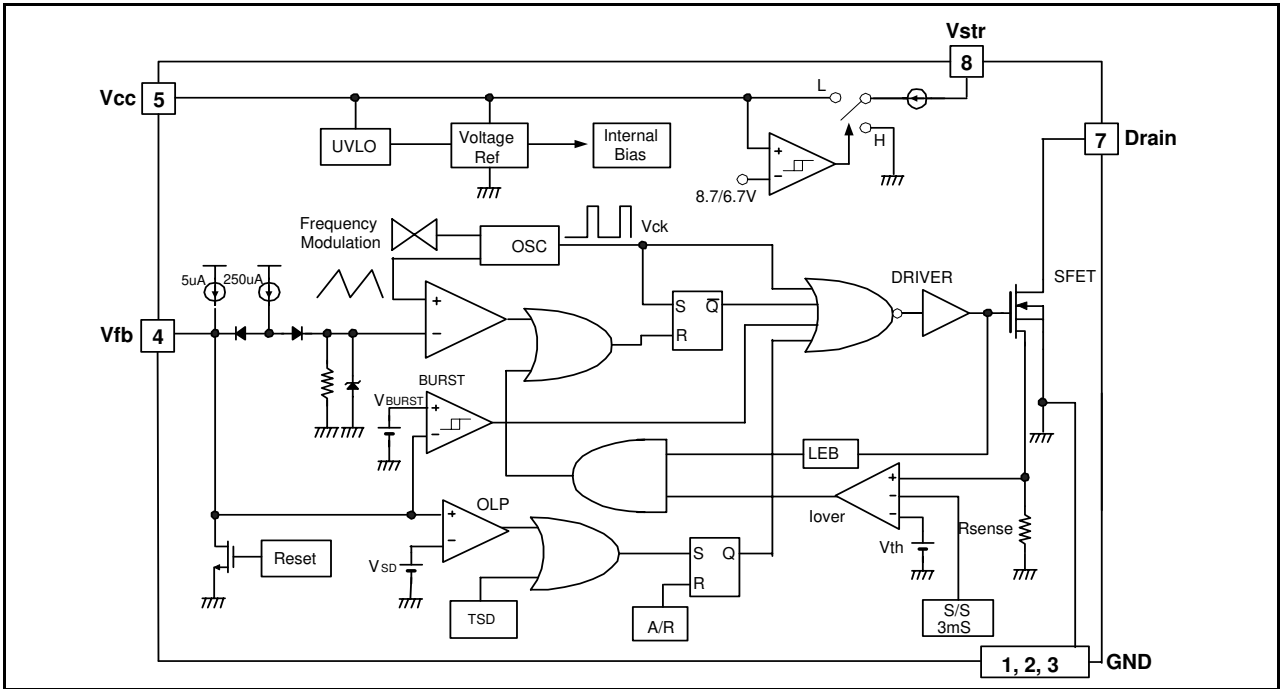 Vstr
8
Vcc
5
L
H
UVLO
Voltage
Ref
Internal
Bias
+
−
8.7/6.7V
7
Drain
Frequency
Modulation
OSC
Vck
5uA
250uA
Vfb
4
+
−
S
Q
R
DRIVER
SFET
BURST
VBURST
+
−
LEB
OLP
+
−
VSD
Reset
TSD
S Q
R
A/R
Iover
+
−
−
Vth
Rsense
S/S
3mS
1, 2, 3
GND